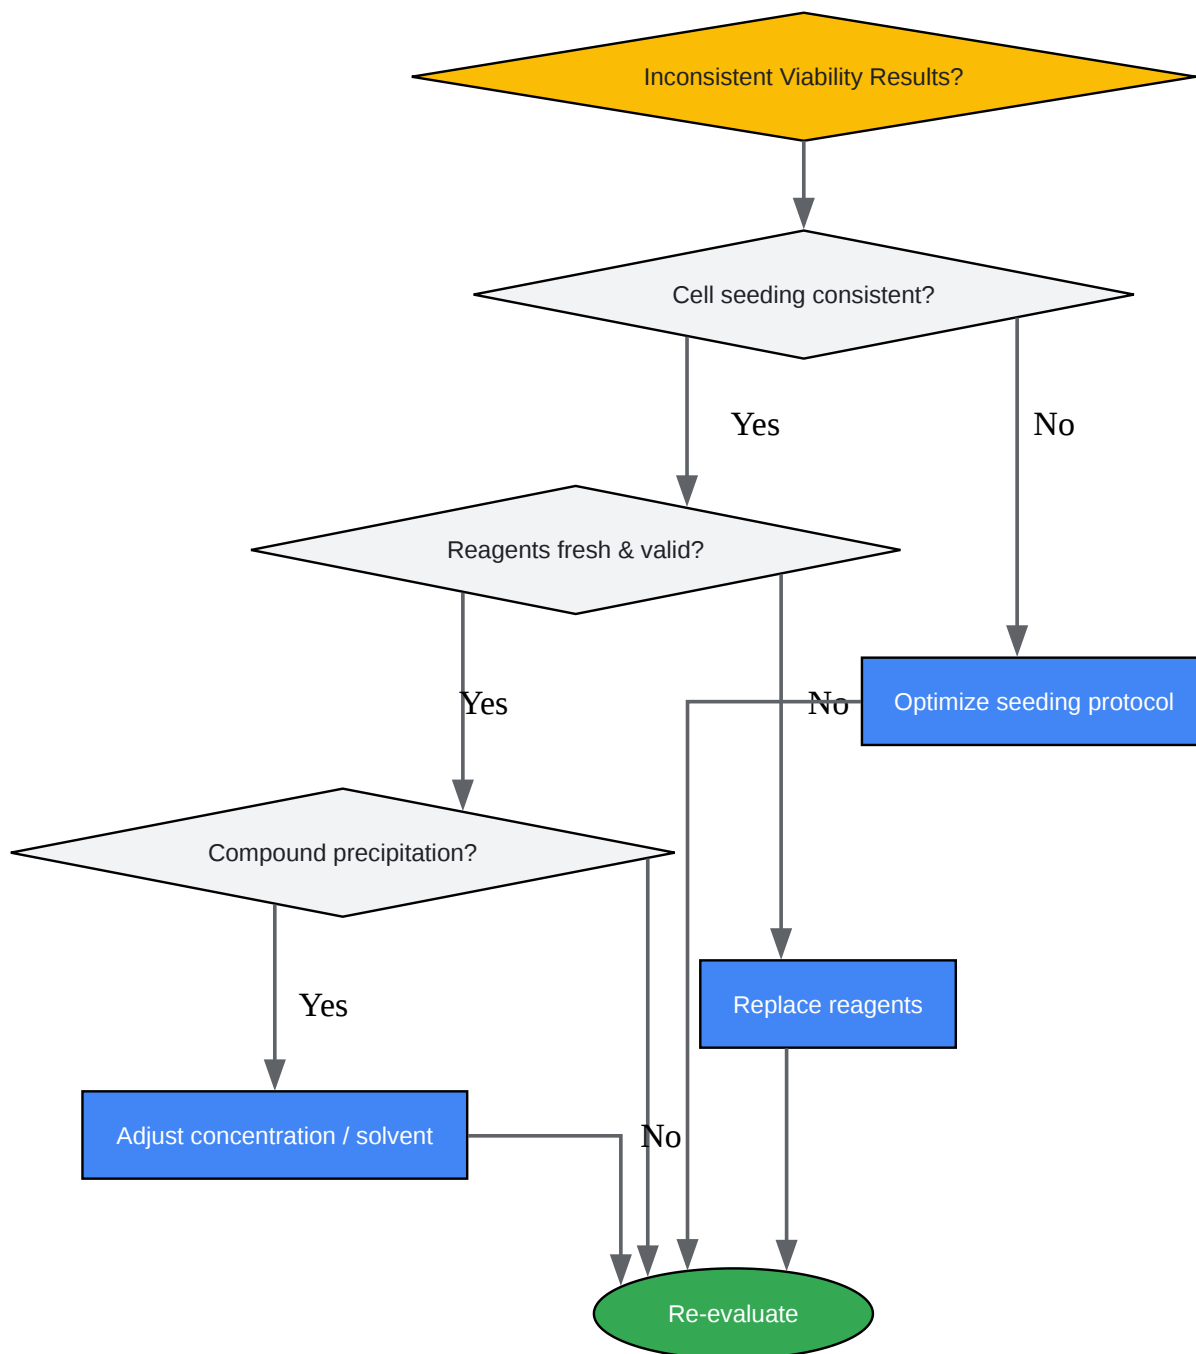 Inconsistent Viability Results?
Cell seeding consistent?
Yes
No
Reagents fresh & valid?
Yes
No
Optimize seeding protocol
Compound precipitation?
Yes
Replace reagents
Adjust concentration / solvent
No
Re-evaluate